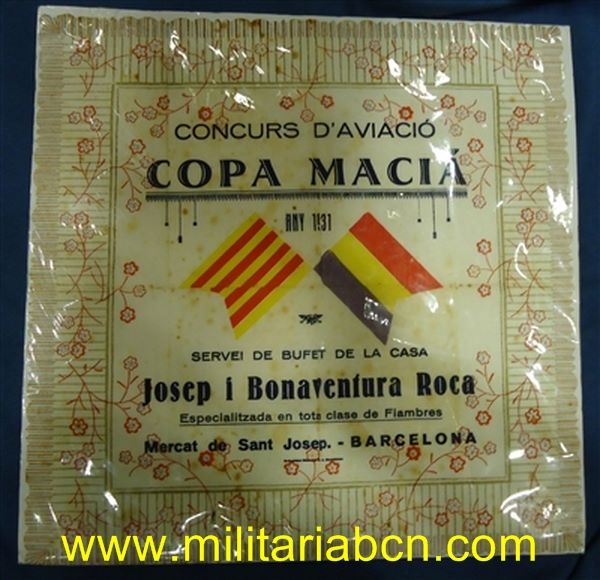 CONCURS D'AVIACIÓ
COPA MACIÁ
ANY 1931
SERVEI DE BUFET DE LA CASA
Josep i Bonaventura Roca
Especialitzada en tota clase de Fiambres
Mercat de Sant Josep. - BARCELONA
www.militariabcn.com